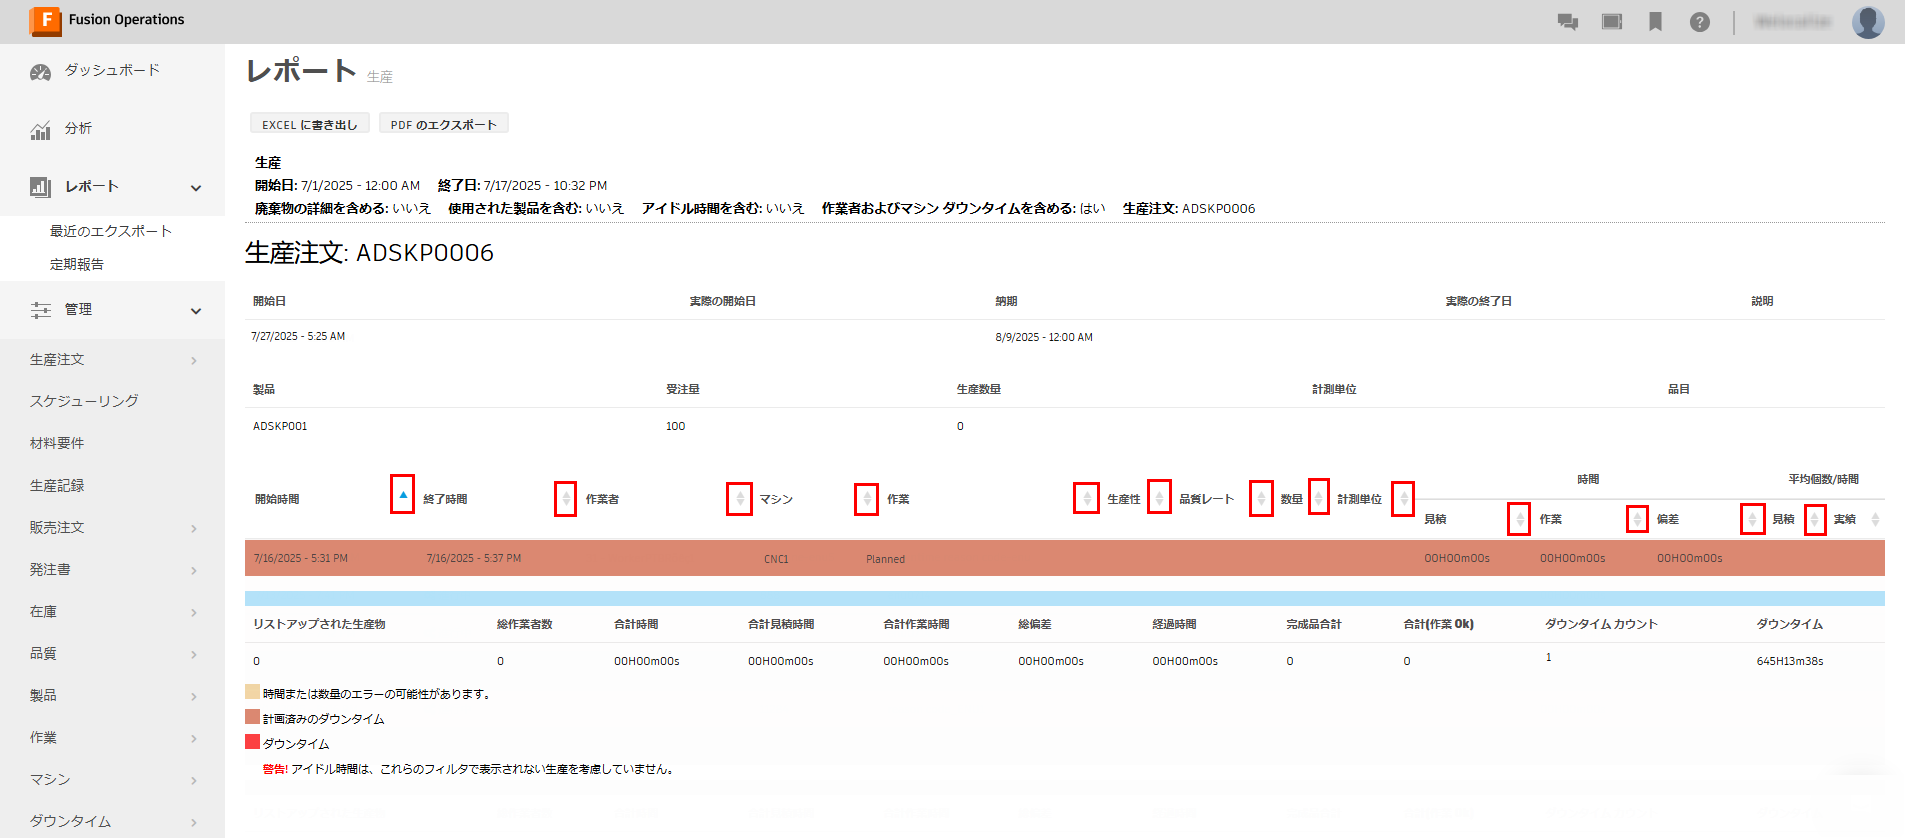 Fusion Operations
ダッシュボード
分析
レポート
最近のエクスポート
定期報告
管理
生産注文
スケジューリング
材料要件
生産記録
販売注文
発注書
在庫
品質
製品
作業
マシン
ダウンタイム
レポート 生産
EXCEL に書き出し PDF のエクスポート
生産
開始日: 7/1/2025 - 12:00 AM 終了日: 7/17/2025 - 10:32 PM
廃棄物の詳細を含める: いいえ 使用された製品を含む: いいえ アイドル時間を含む: いいえ 作業者およびマシン ダウンタイムを含める: はい 生産注文: ADSKP0006
生産注文: ADSKP0006
開始日 実際の開始日 納期 実際の終了日 説明
7/27/2025 - 5:25 AM 8/9/2025 - 12:00 AM
製品 受注量 生産数量 計測単位 品目
ADSKP001 100 0
時間 平均個数/時間
開始時間 終了時間 作業者 マシン 作業 生産性 品質レート 数量 計測単位
見積 作業 偏差 見積 実績
7/16/2025 - 5:31 PM 7/16/2025 - 5:37 PM CNC1 Planned 00H00m00s 00H00m00s 00H00m00s
リストアップされた生産物 総作業者数 合計時間 合計見積時間 合計作業時間 総偏差 経過時間 完成品合計 合計(作業 Ok) ダウンタイム カウント ダウンタイム
0 0 00H00m00s 00H00m00s 00H00m00s 00H00m00s 00H00m00s 0 0 1 645H13m38s
時間または数量のエラーの可能性があります。
計画済みのダウンタイム
ダウンタイム
警告! アイドル時間は、これらのフィルタで表示されない生産を考慮していません。